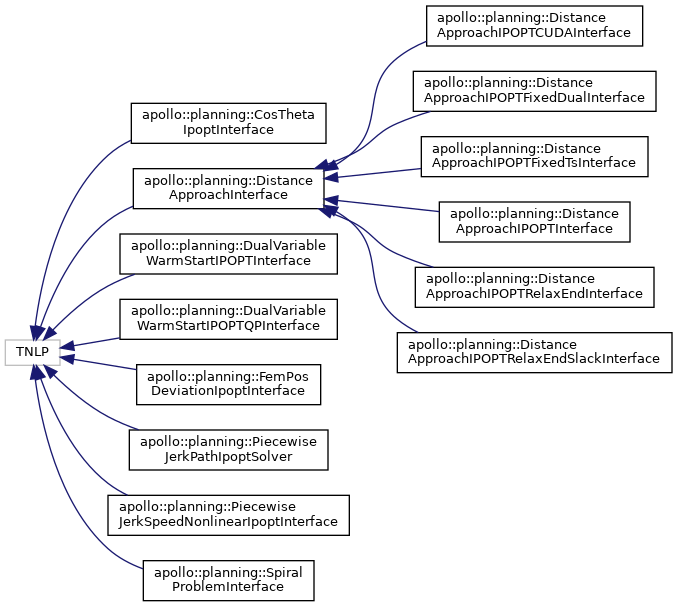 TNLP
apollo::planning::CosTheta
IpoptInterface
apollo::planning::Distance
ApproachInterface
apollo::planning::DualVariable
WarmStartIPOPTInterface
apollo::planning::DualVariable
WarmStartIPOPTQPInterface
apollo::planning::FemPos
DeviationIpoptInterface
apollo::planning::Piecewise
JerkPathIpoptSolver
apollo::planning::Piecewise
JerkSpeedNonlinearIpoptInterface
apollo::planning::Spiral
ProblemInterface
apollo::planning::Distance
ApproachIPOPTCUDAInterface
apollo::planning::Distance
ApproachIPOPTFixedDualInterface
apollo::planning::Distance
ApproachIPOPTFixedTsInterface
apollo::planning::Distance
ApproachIPOPTInterface
apollo::planning::Distance
ApproachIPOPTRelaxEndInterface
apollo::planning::Distance
ApproachIPOPTRelaxEndSlackInterface